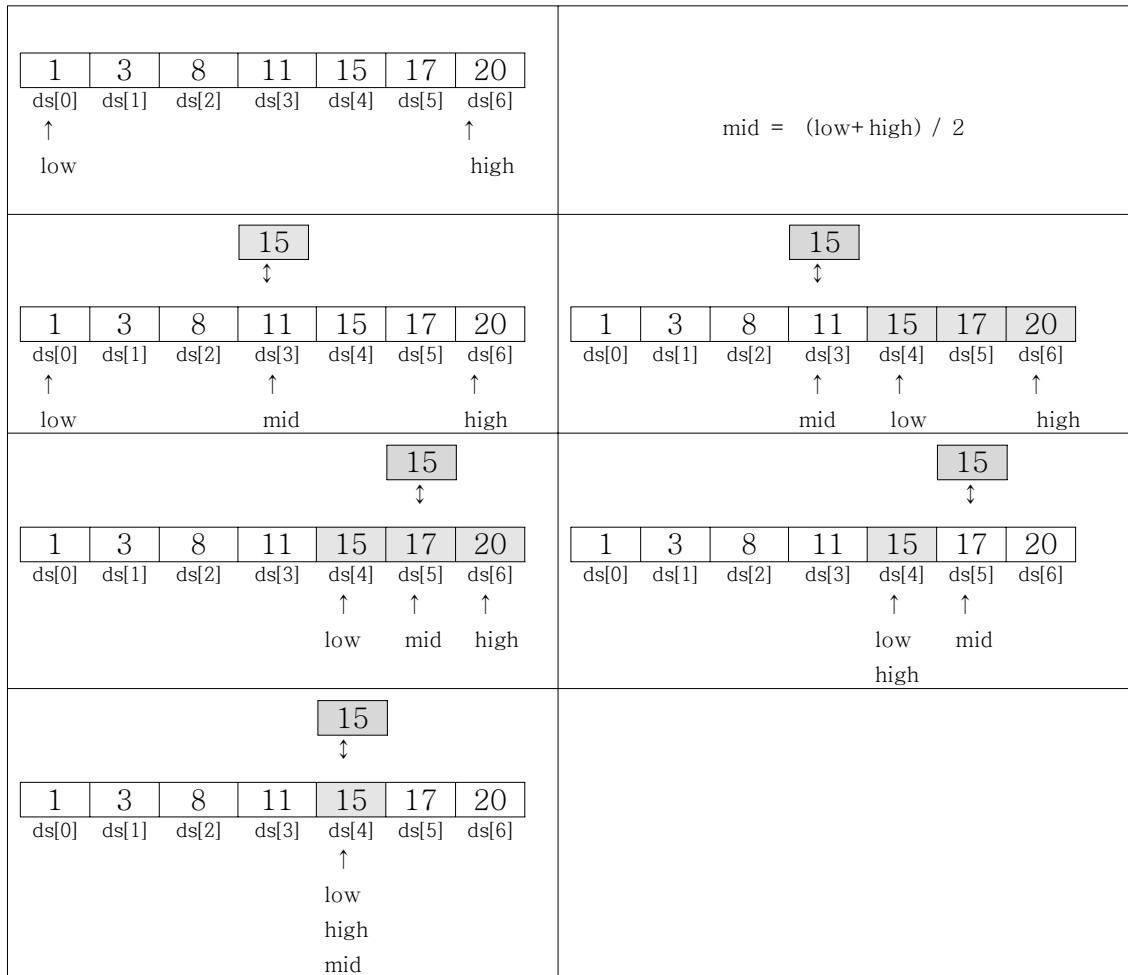 1 3 8 11 15 17 20
ds[0] ds[1] ds[2] ds[3] ds[4] ds[5] ds[6]
↑ ↑
low high
mid = (low+high) / 2
15
↕
1 3 8 11 15 17 20
ds[0] ds[1] ds[2] ds[3] ds[4] ds[5] ds[6]
↑ ↑ ↑
low mid high
15
↕
1 3 8 11 15 17 20
ds[0] ds[1] ds[2] ds[3] ds[4] ds[5] ds[6]
↑ ↑ ↑
mid low high
15
↕
1 3 8 11 15 17 20
ds[0] ds[1] ds[2] ds[3] ds[4] ds[5] ds[6]
↑ ↑ ↑
low mid high
15
↕
1 3 8 11 15 17 20
ds[0] ds[1] ds[2] ds[3] ds[4] ds[5] ds[6]
↑ ↑
low mid
high
15
↕
1 3 8 11 15 17 20
ds[0] ds[1] ds[2] ds[3] ds[4] ds[5] ds[6]
↑
low
high
mid